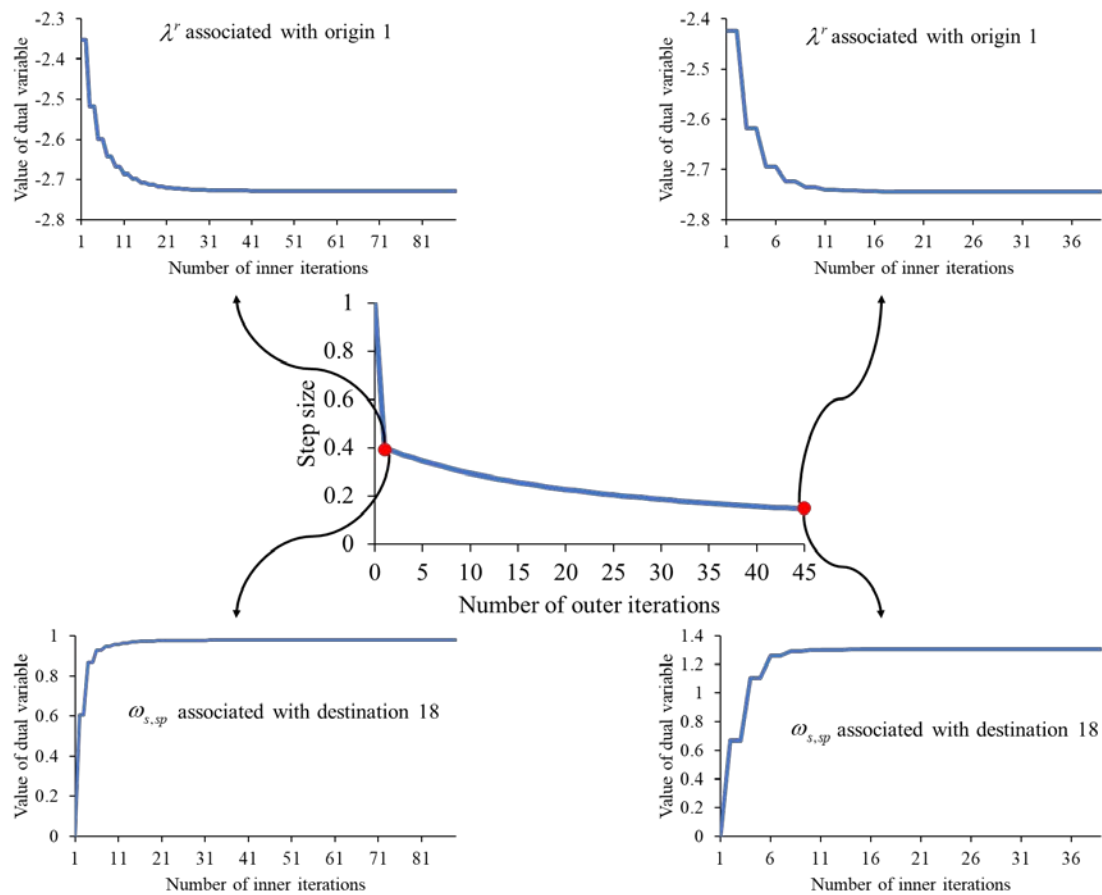 λʳ associated with origin 1
Value of dual variable
-2.3
-2.4
-2.5
-2.6
-2.7
-2.8
1 11 21 31 41 51 61 71 81
Number of inner iterations
λʳ associated with origin 1
Value of dual variable
-2.4
-2.5
-2.6
-2.7
-2.8
1 6 11 16 21 26 31 36
Number of inner iterations
Step size
1
0.8
0.6
0.4
0.2
0
0 5 10 15 20 25 30 35 40 45
Number of outer iterations
Value of dual variable
1
0.8
0.6
0.4
0.2
0
ω_{s,sp} associated with destination 18
1 11 21 31 41 51 61 71 81
Number of inner iterations
Value of dual variable
1.4
1.2
1
0.8
0.6
0.4
0.2
0
ω_{s,sp} associated with destination 18
1 6 11 16 21 26 31 36
Number of inner iterations